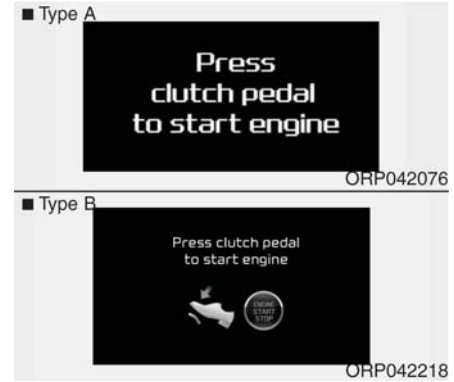 ■ Type A
Press
clutch pedal
to start engine
ORP042076
■ Type B
Press clutch pedal
to start engine
ENGINE
START
STOP
ORP042218